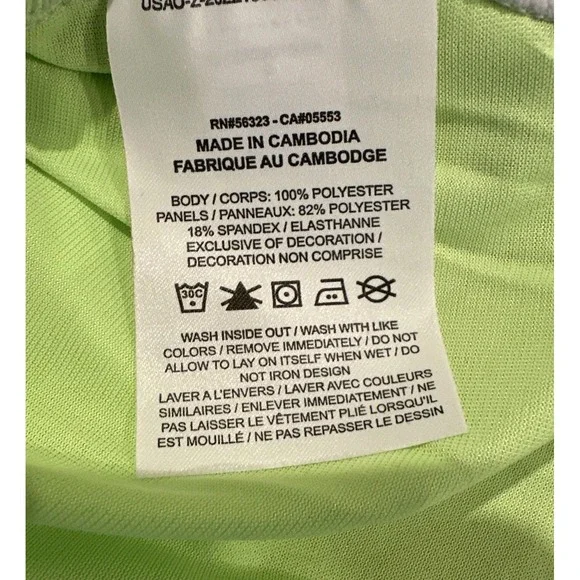 RN#56323 - CA#05553
MADE IN CAMBODIA
FABRIQUE AU CAMBODGE
BODY / CORPS: 100% POLYESTER
PANELS / PANNEAUX: 82% POLYESTER
18% SPANDEX / ELASTHANNE
EXCLUSIVE OF DECORATION /
DECORATION NON COMPRISE
30C
WASH INSIDE OUT / WASH WITH LIKE
COLORS / REMOVE IMMEDIATELY / DO NOT
ALLOW TO LAY ON ITSELF WHEN WET / DO
NOT IRON DESIGN
LAVER A L'ENVERS / LAVER AVEC COULEURS
SIMILAIRES / ENLEVER IMMEDIATEMENT / NE
PAS LAISSER LE VÊTEMENT PLIÉ LORSQU'IL
EST MOUILLÉ / NE PAS REPASSER LE DESSIN